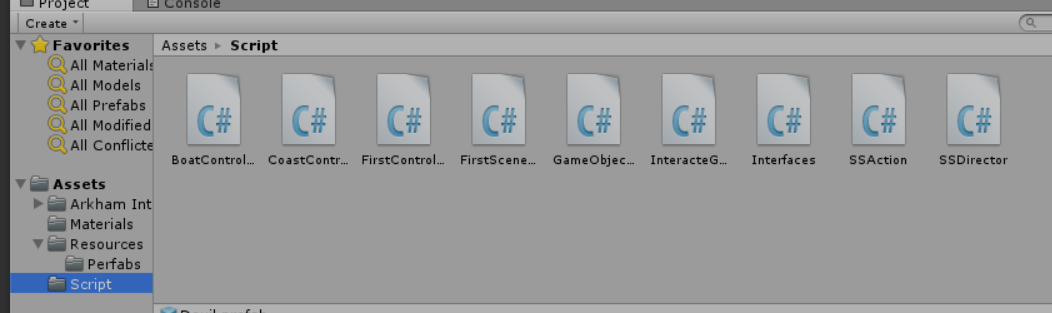 Project Console
Create
Favorites
All Materials
All Models
All Prefabs
All Modified
All Conflicte
Assets
Arkham Int
Materials
Resources
Perfabs
Script
Assets ▸ Script
C# C# C# C# C# C# C# C# C#
BoatControl... CoastContr... FirstControl... FirstScene... GameObjec... InteracteG... Interfaces SSAction SSDirector